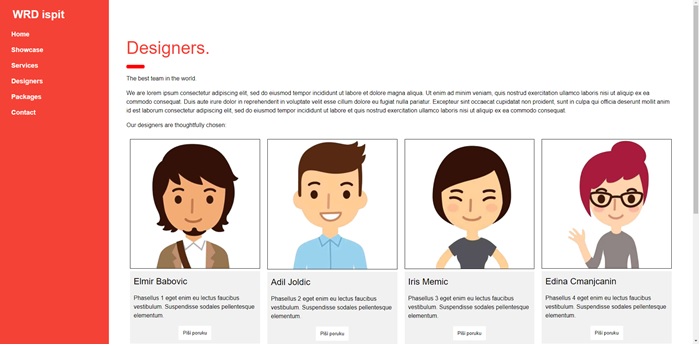 WRD ispit
Home
Showcase
Services
Designers
Packages
Contact
Designers.
The best team in the world.
We are lorem ipsum consectetur adipiscing elit, sed do eiusmod tempor incididunt ut labore et dolore magna aliqua. Ut enim ad minim veniam, quis nostrud exercitation ullamco laboris nisi ut aliquip ex ea
commodo consequat. Duis aute irure dolor in reprehenderit in voluptate velit esse cillum dolore eu fugiat nulla pariatur. Excepteur sint occaecat cupidatat non proident, sunt in culpa qui officia deserunt mollit anim
id est laborum consectetur adipiscing elit, sed do eiusmod tempor incididunt ut labore et quis nostrud exercitation ullamco laboris nisi ut aliquip ex ea commodo consequat.
Our designers are thoughtfully chosen:
Elmir Babovic
Phasellus 1 eget enim eu lectus faucibus
vestibulum. Suspendisse sodales pellentesque
elementum.
Piši poruku
Adil Joldic
Phasellus 2 eget enim eu lectus faucibus
vestibulum. Suspendisse sodales pellentesque
elementum.
Piši poruku
Iris Memic
Phasellus 3 eget enim eu lectus faucibus
vestibulum. Suspendisse sodales pellentesque
elementum.
Piši poruku
Edina Cmanjcanin
Phasellus 4 eget enim eu lectus faucibus
vestibulum. Suspendisse sodales pellentesque
elementum.
Piši poruku